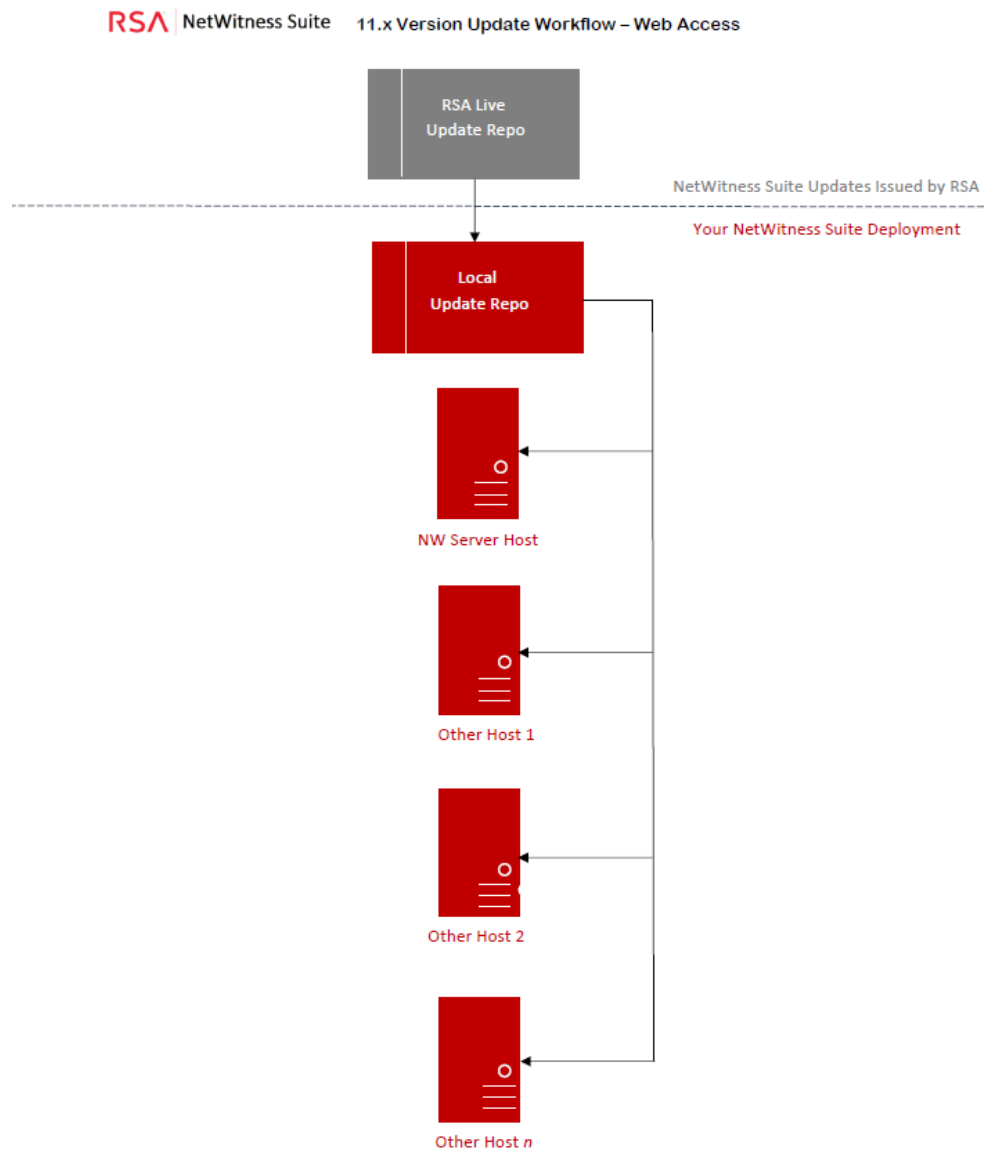 RSA NetWitness Suite 11.x Version Update Workflow – Web Access
RSA Live
Update Repo
NetWitness Suite Updates Issued by RSA
Your NetWitness Suite Deployment
Local
Update Repo
NW Server Host
Other Host 1
Other Host 2
Other Host n